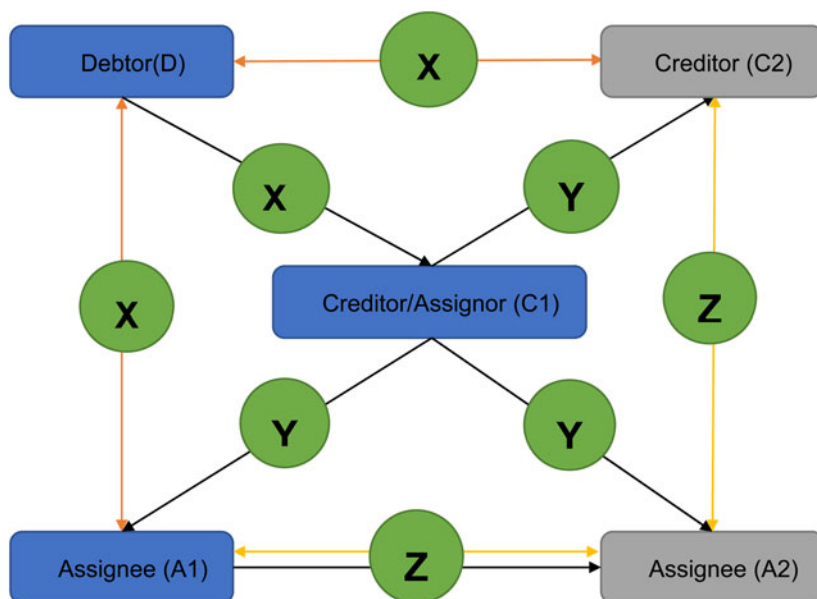 Debtor(D)
X
Creditor (C2)
X
Y
X
Creditor/Assignor (C1)
Z
Y
Y
Assignee (A1)
Z
Assignee (A2)